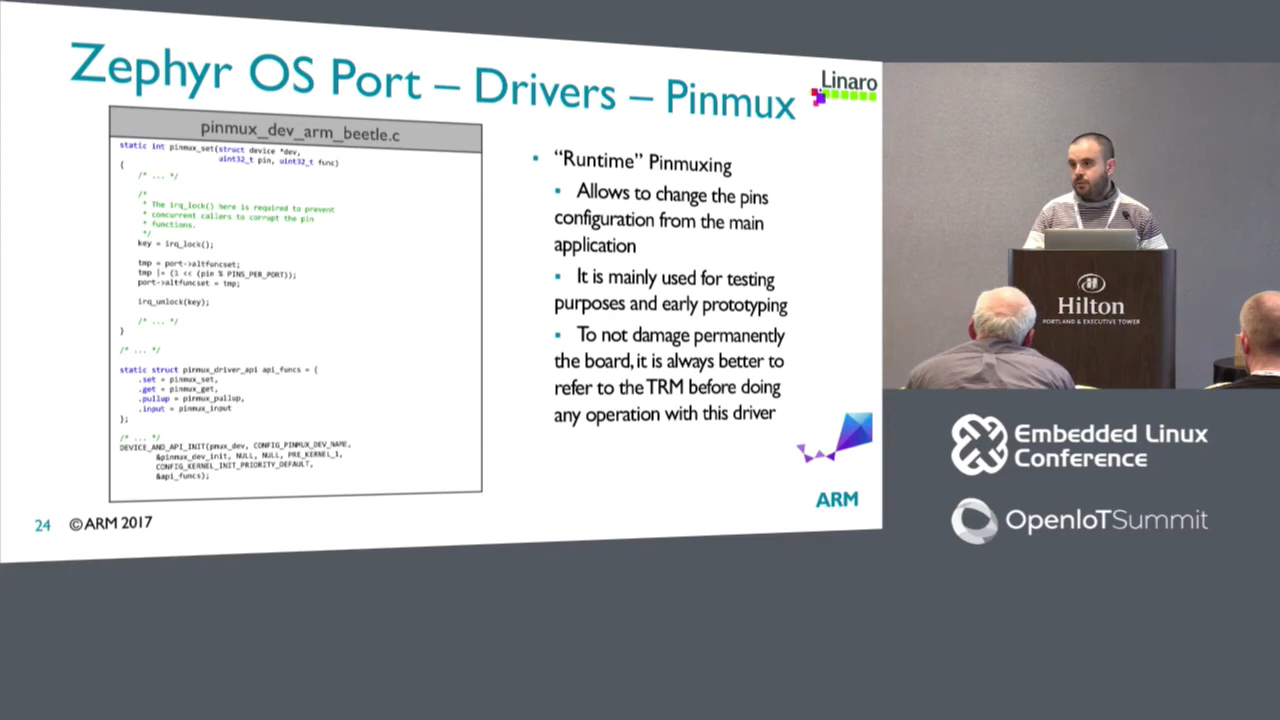 Zephyr OS Port – Drivers – Pinmux
Linaro
pinmux_dev_arm_beetle.c
static int pinmux_set(struct device *dev,
uint32_t pin, uint32_t func)
{
/* ... */
/*
* The irq_lock() here is required to prevent
* concurrent callers to corrupt the pin
* functions.
*/
key = irq_lock();
tmp = port->altfuncset;
tmp |= (1 << (pin % PINS_PER_PORT));
port->altfuncset = tmp;
irq_unlock(key);
/* ... */
}
/* ... */
static struct pinmux_driver_api api_funcs = {
.set = pinmux_set,
.get = pinmux_get,
.pullup = pinmux_pullup,
.input = pinmux_input
};
/* ... */
DEVICE_AND_API_INIT(pmux_dev, CONFIG_PINMUX_DEV_NAME,
&pinmux_dev_init, NULL, NULL, PRE_KERNEL_1,
CONFIG_KERNEL_INIT_PRIORITY_DEFAULT,
&api_funcs);
▪ “Runtime” Pinmuxing
▪ Allows to change the pins
configuration from the main
application
▪ It is mainly used for testing
purposes and early prototyping
▪ To not damage permanently
the board, it is always better to
refer to the TRM before doing
any operation with this driver
ARM
24 ©ARM 2017
Hilton
PORTLAND & EXECUTIVE TOWER
Embedded Linux
Conference
OpenIoTSummit